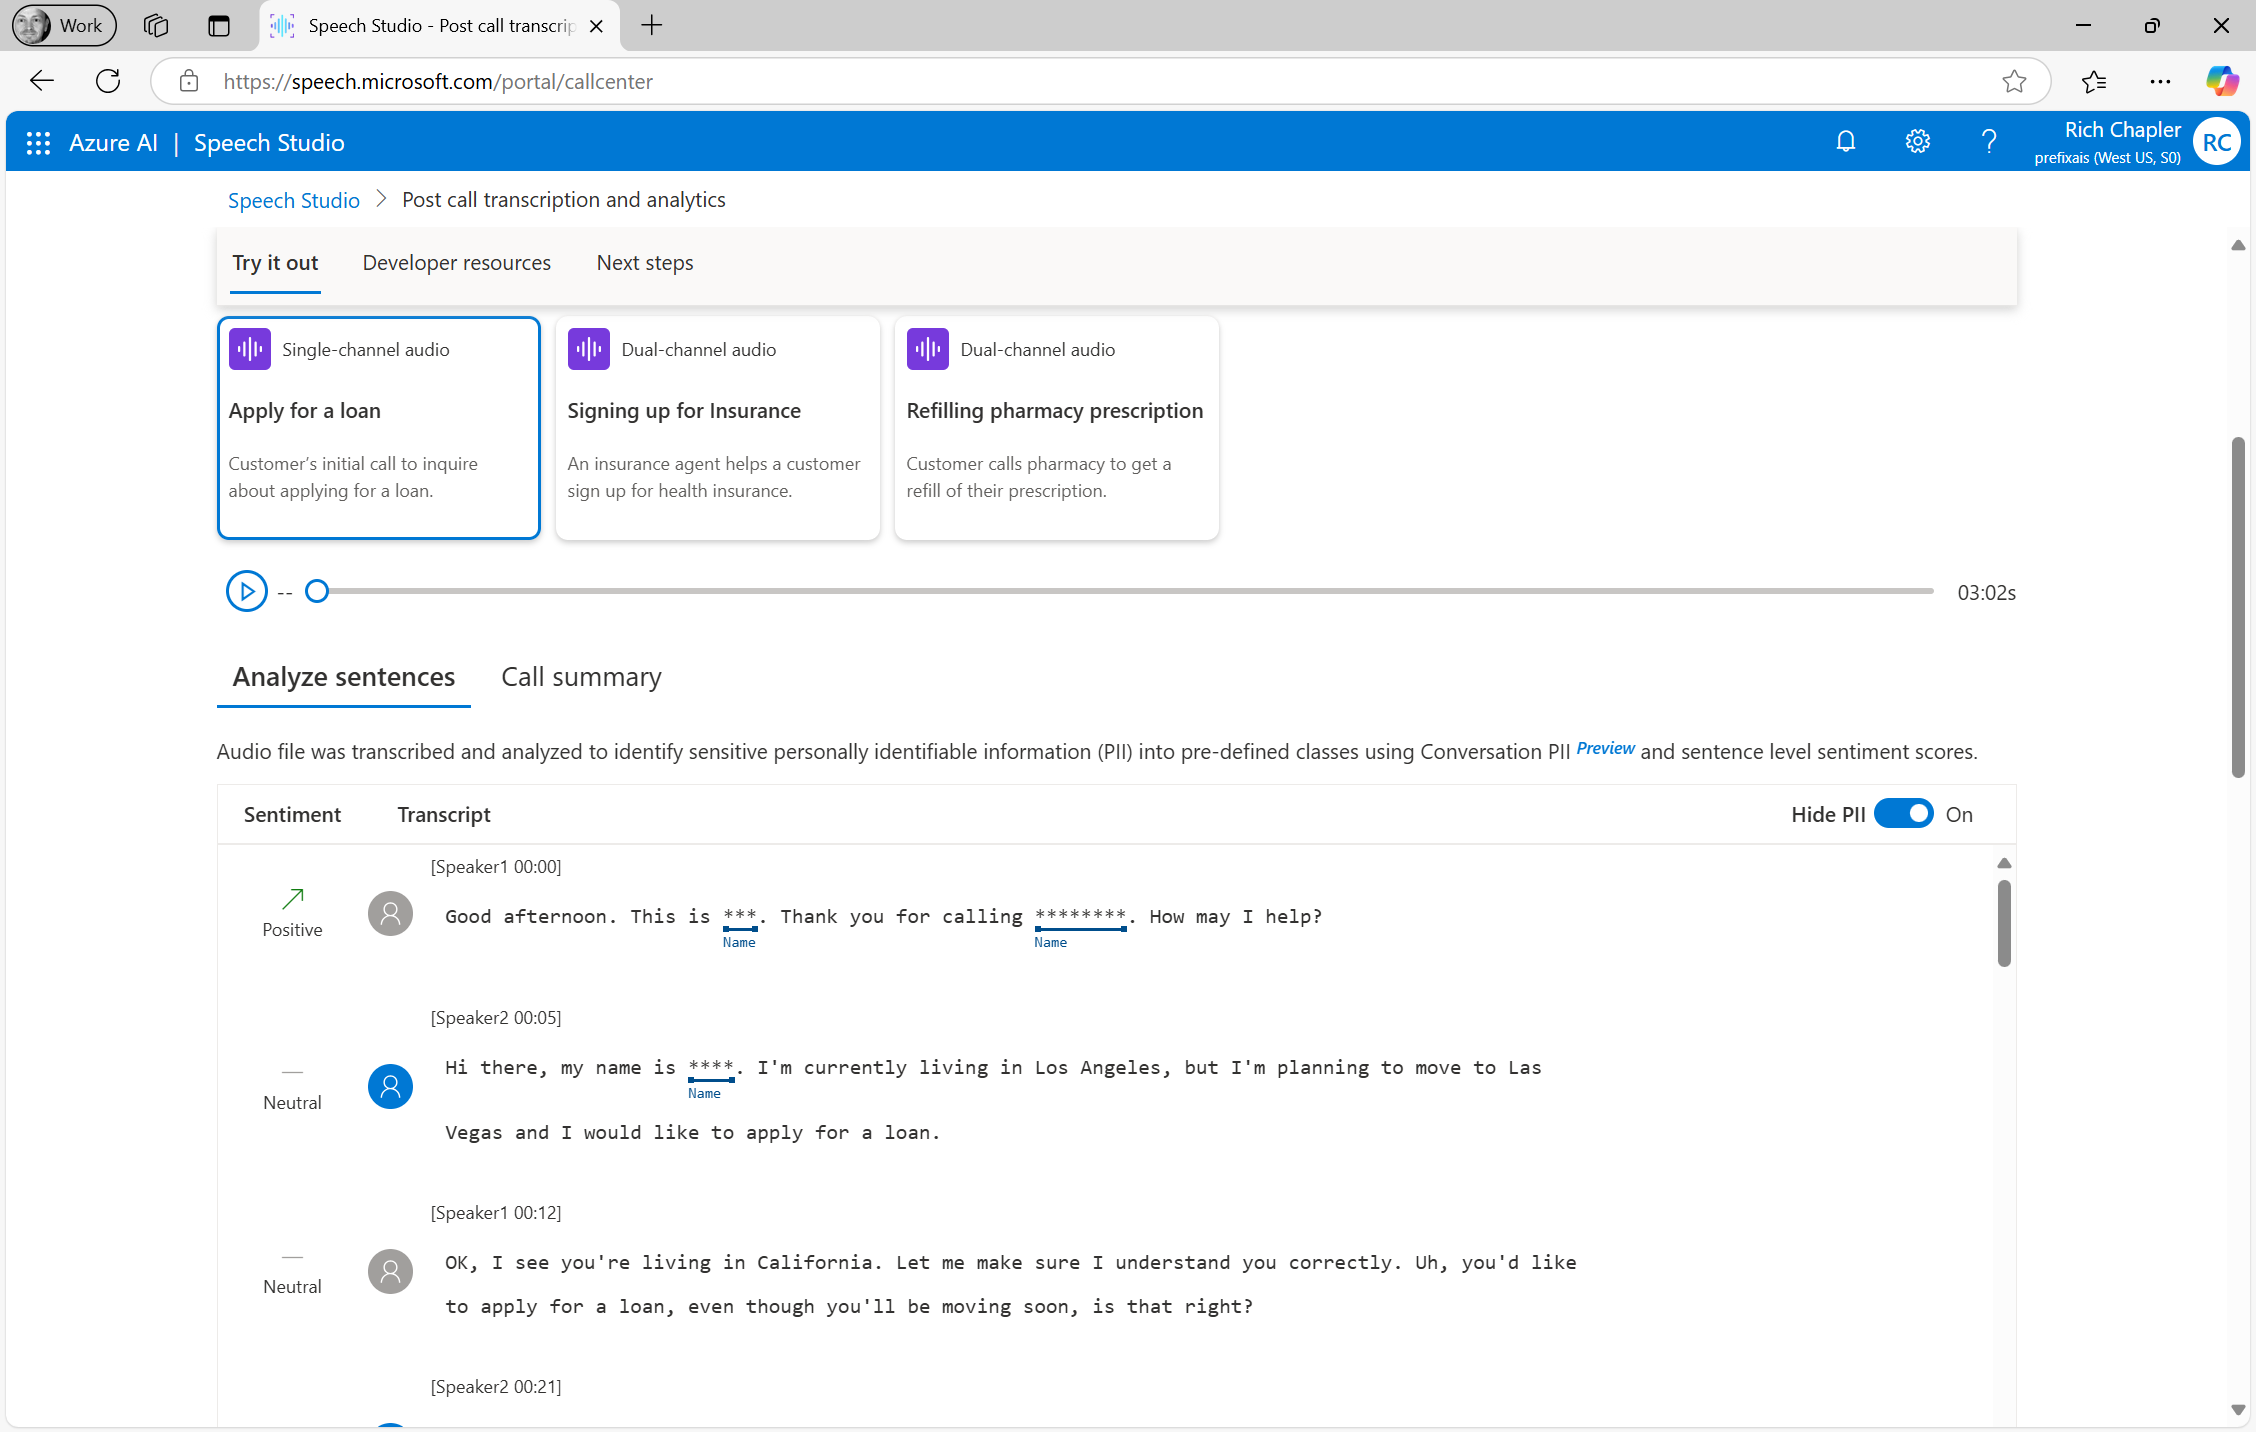 Work
Speech Studio - Post call transcrip
https://speech.microsoft.com/portal/callcenter
Azure AI | Speech Studio
Rich Chapler
prefixais (West US, S0)
RC
Speech Studio > Post call transcription and analytics
Try it out
Developer resources
Next steps
Single-channel audio
Apply for a loan
Customer's initial call to inquire
about applying for a loan.
Dual-channel audio
Signing up for Insurance
An insurance agent helps a customer
sign up for health insurance.
Dual-channel audio
Refilling pharmacy prescription
Customer calls pharmacy to get a
refill of their prescription.
-- 03:02s
Analyze sentences
Call summary
Audio file was transcribed and analyzed to identify sensitive personally identifiable information (PII) into pre-defined classes using Conversation PII Preview and sentence level sentiment scores.
Sentiment
Transcript
Hide PII On
[Speaker1 00:00]
Positive
Good afternoon. This is ***. Thank you for calling ********. How may I help?
Name Name
[Speaker2 00:05]
Neutral
Hi there, my name is ****. I'm currently living in Los Angeles, but I'm planning to move to Las
Name
Vegas and I would like to apply for a loan.
[Speaker1 00:12]
Neutral
OK, I see you're living in California. Let me make sure I understand you correctly. Uh, you'd like
to apply for a loan, even though you'll be moving soon, is that right?
[Speaker2 00:21]